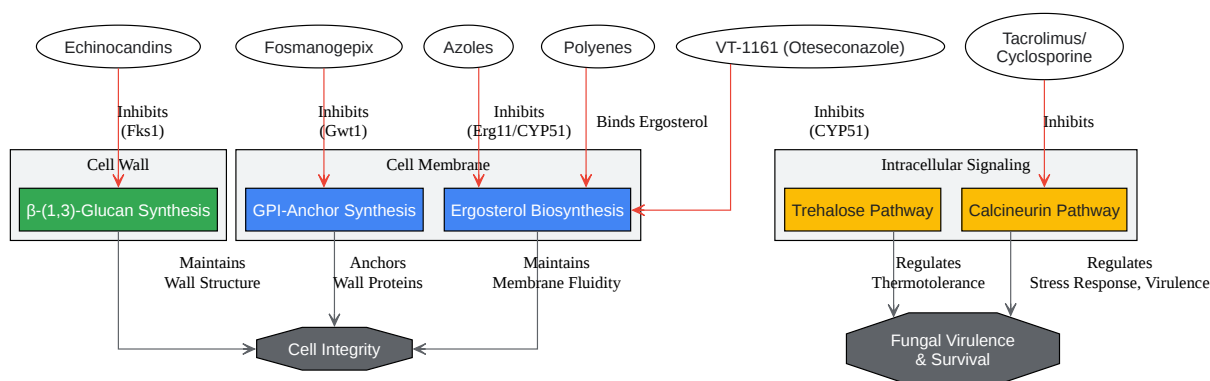 Echinocandins
Fosmanogepix
Azoles
Polyenes
VT-1161 (Oteseconazole)
Tacrolimus/
Cyclosporine
Inhibits
(Fks1)
Inhibits
(Gwt1)
Inhibits
(Erg11/CYP51)
Binds Ergosterol
Inhibits
(CYP51)
Inhibits
Cell Wall
Cell Membrane
Intracellular Signaling
β-(1,3)-Glucan Synthesis
GPI-Anchor Synthesis
Ergosterol Biosynthesis
Trehalose Pathway
Calcineurin Pathway
Maintains
Wall Structure
Anchors
Wall Proteins
Maintains
Membrane Fluidity
Regulates
Thermotolerance
Regulates
Stress Response, Virulence
Cell Integrity
Fungal Virulence
& Survival